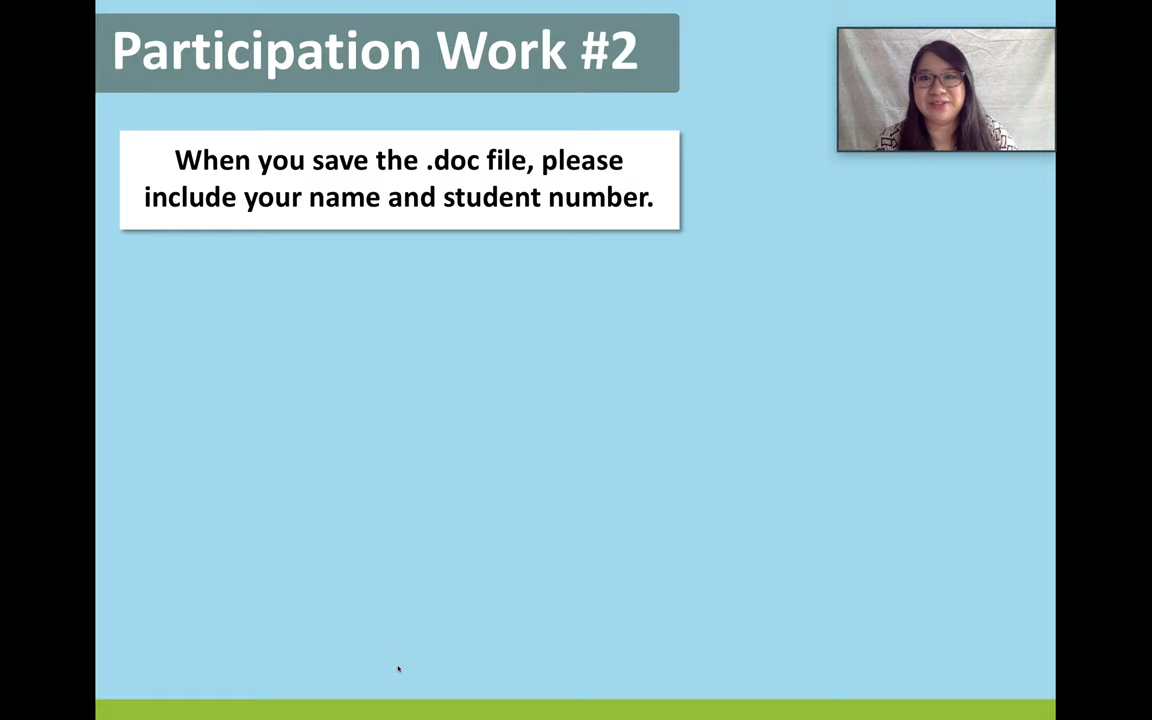 Participation Work #2
When you save the .doc file, please
include your name and student number.